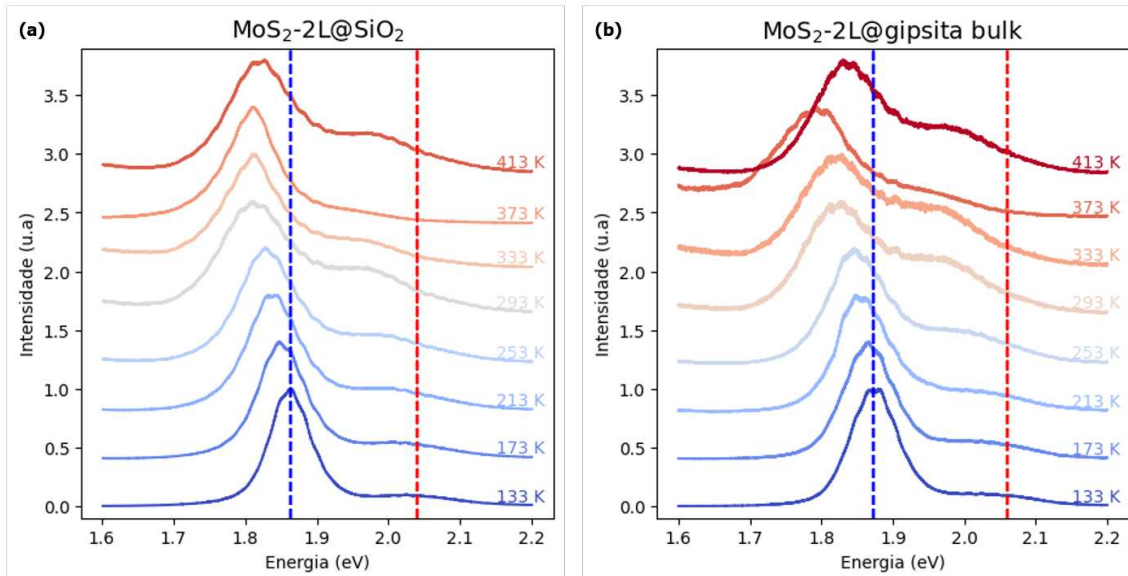 (a)
MoS₂-2L@SiO₂
Intensidade (u.a)
3.5
3.0
2.5
2.0
1.5
1.0
0.5
0.0
413 K
373 K
333 K
293 K
253 K
213 K
173 K
133 K
1.6 1.7 1.8 1.9 2.0 2.1 2.2
Energia (eV)
(b)
MoS₂-2L@gipsita bulk
Intensidade (u.a)
3.5
3.0
2.5
2.0
1.5
1.0
0.5
0.0
413 K
373 K
333 K
293 K
253 K
213 K
173 K
133 K
1.6 1.7 1.8 1.9 2.0 2.1 2.2
Energia (eV)